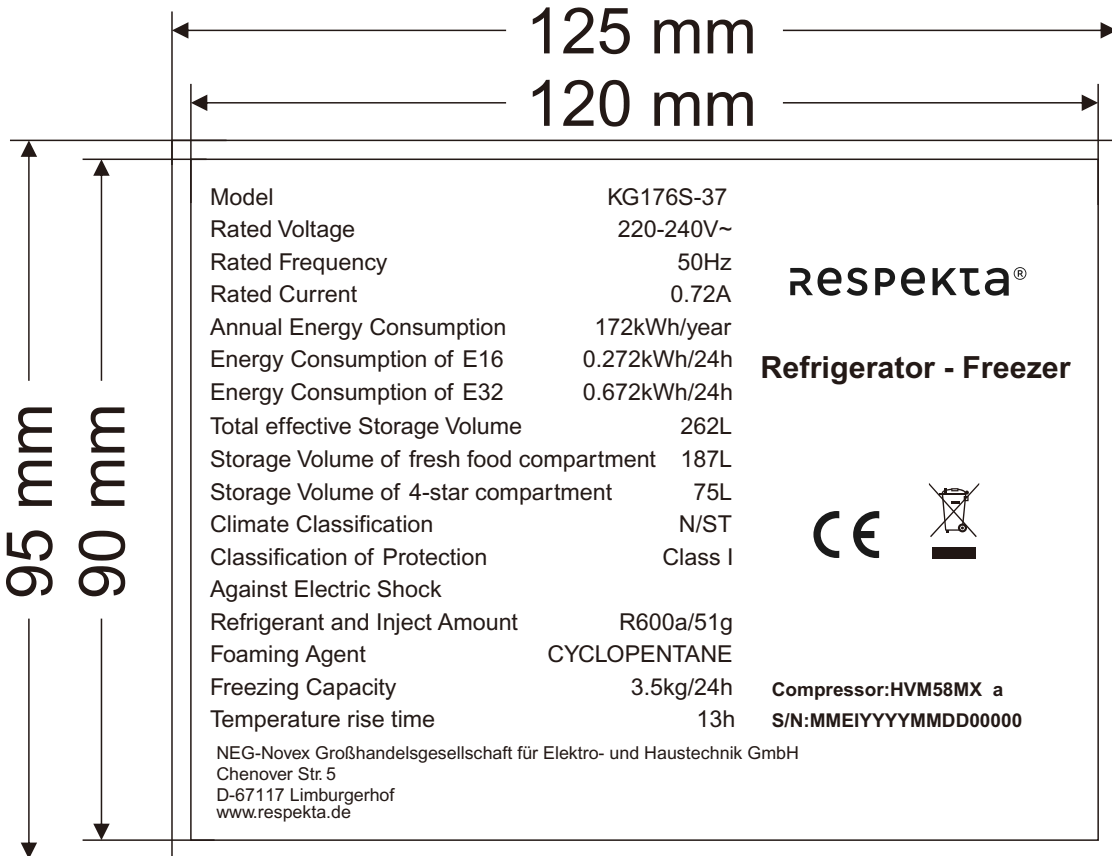 125 mm
120 mm
95 mm
90 mm
Model KG176S-37
Rated Voltage 220-240V~
Rated Frequency 50Hz
Rated Current 0.72A
Annual Energy Consumption 172kWh/year
Energy Consumption of E16 0.272kWh/24h
Energy Consumption of E32 0.672kWh/24h
Total effective Storage Volume 262L
Storage Volume of fresh food compartment 187L
Storage Volume of 4-star compartment 75L
Climate Classification N/ST
Classification of Protection Class I
Against Electric Shock
Refrigerant and Inject Amount R600a/51g
Foaming Agent CYCLOPENTANE
Freezing Capacity 3.5kg/24h
Temperature rise time 13h
NEG-Novex Großhandelsgesellschaft für Elektro- und Haustechnik GmbH
Chenover Str. 5
D-67117 Limburgerhof
www.respekta.de
Respekta®
Refrigerator - Freezer
CE
Compressor:HVM58MX a
S/N:MMEIYYYYMMDD00000